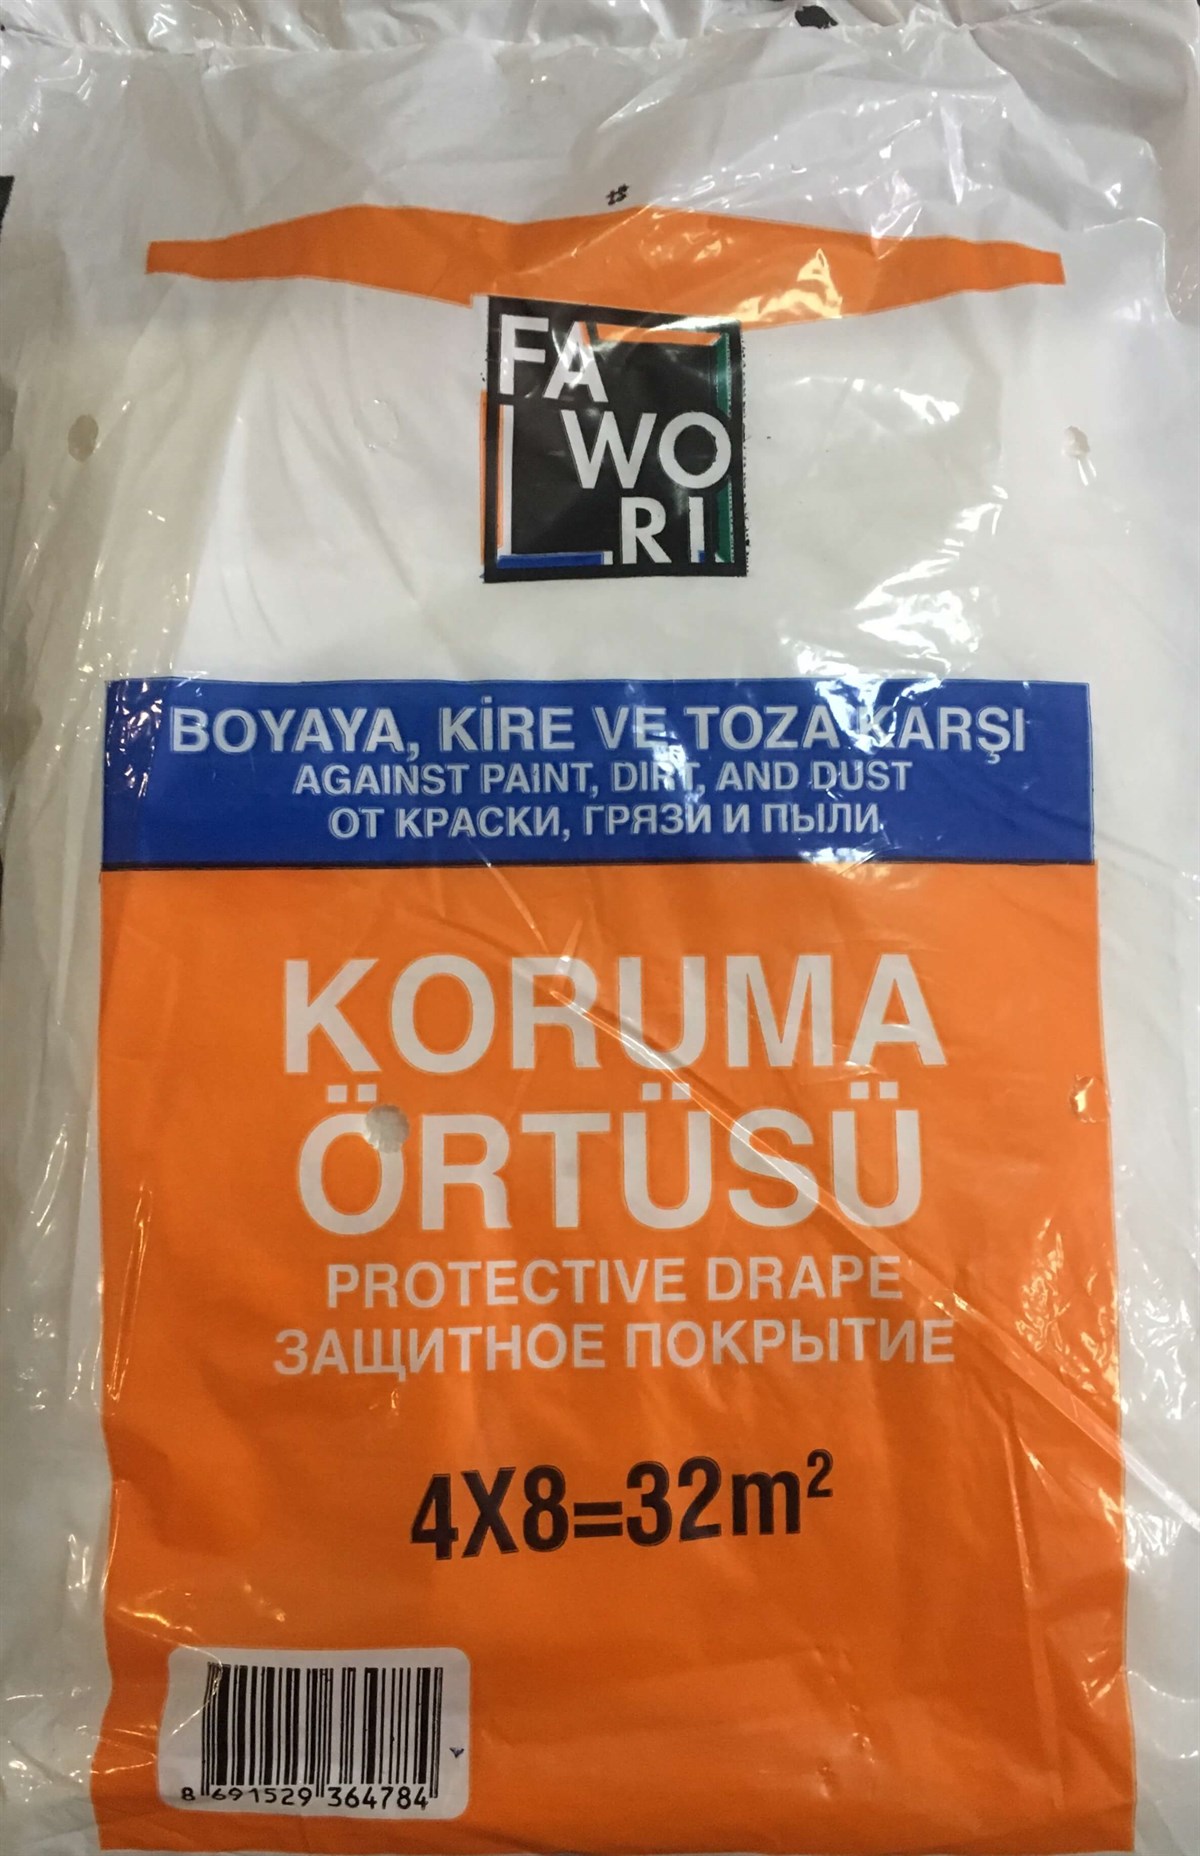 FA
WO
RI
BOYAYA, KİRE VE TOZA KARŞI
AGAINST PAINT, DIRT, AND DUST
ОТ КРАСКИ, ГРЯЗИ И ПЫЛИ
KORUMA
ÖRTÜSÜ
PROTECTIVE DRAPE
ЗАЩИТНОЕ ПОКРЫТИЕ
4X8=32m²
8 691529 364784